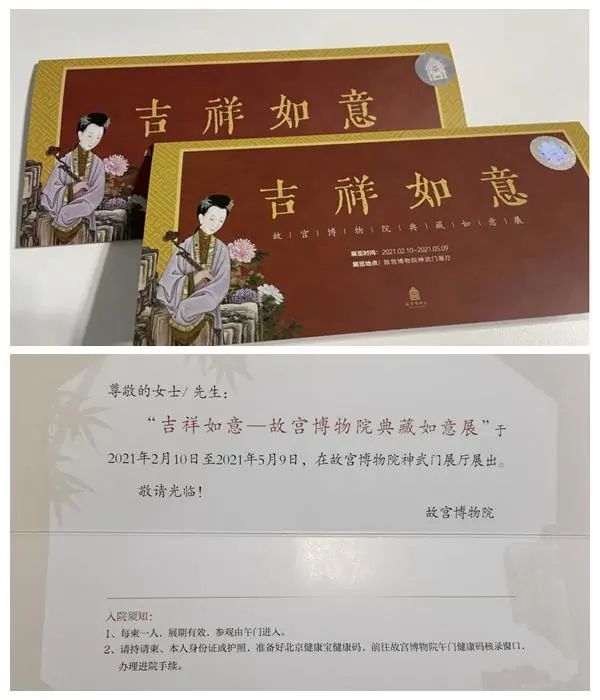 吉祥如意
吉祥如意
故宫博物院典藏如意展
展览时间：2021.02.10~2021.05.09
展览地点：故宫博物院神武门展厅
尊敬的女士/先生：
“吉祥如意—故宫博物院典藏如意展”于
2021年2月10日至2021年5月9日，在故宫博物院神武门展厅展出。
敬请光临！
故宫博物院
入院须知：
1、每柬一人，展期有效，参观由午门进入。
2、请持请柬、本人身份证或护照，准备好北京健康宝健康码，前往故宫博物院午门健康码核录窗口，
办理进院手续。